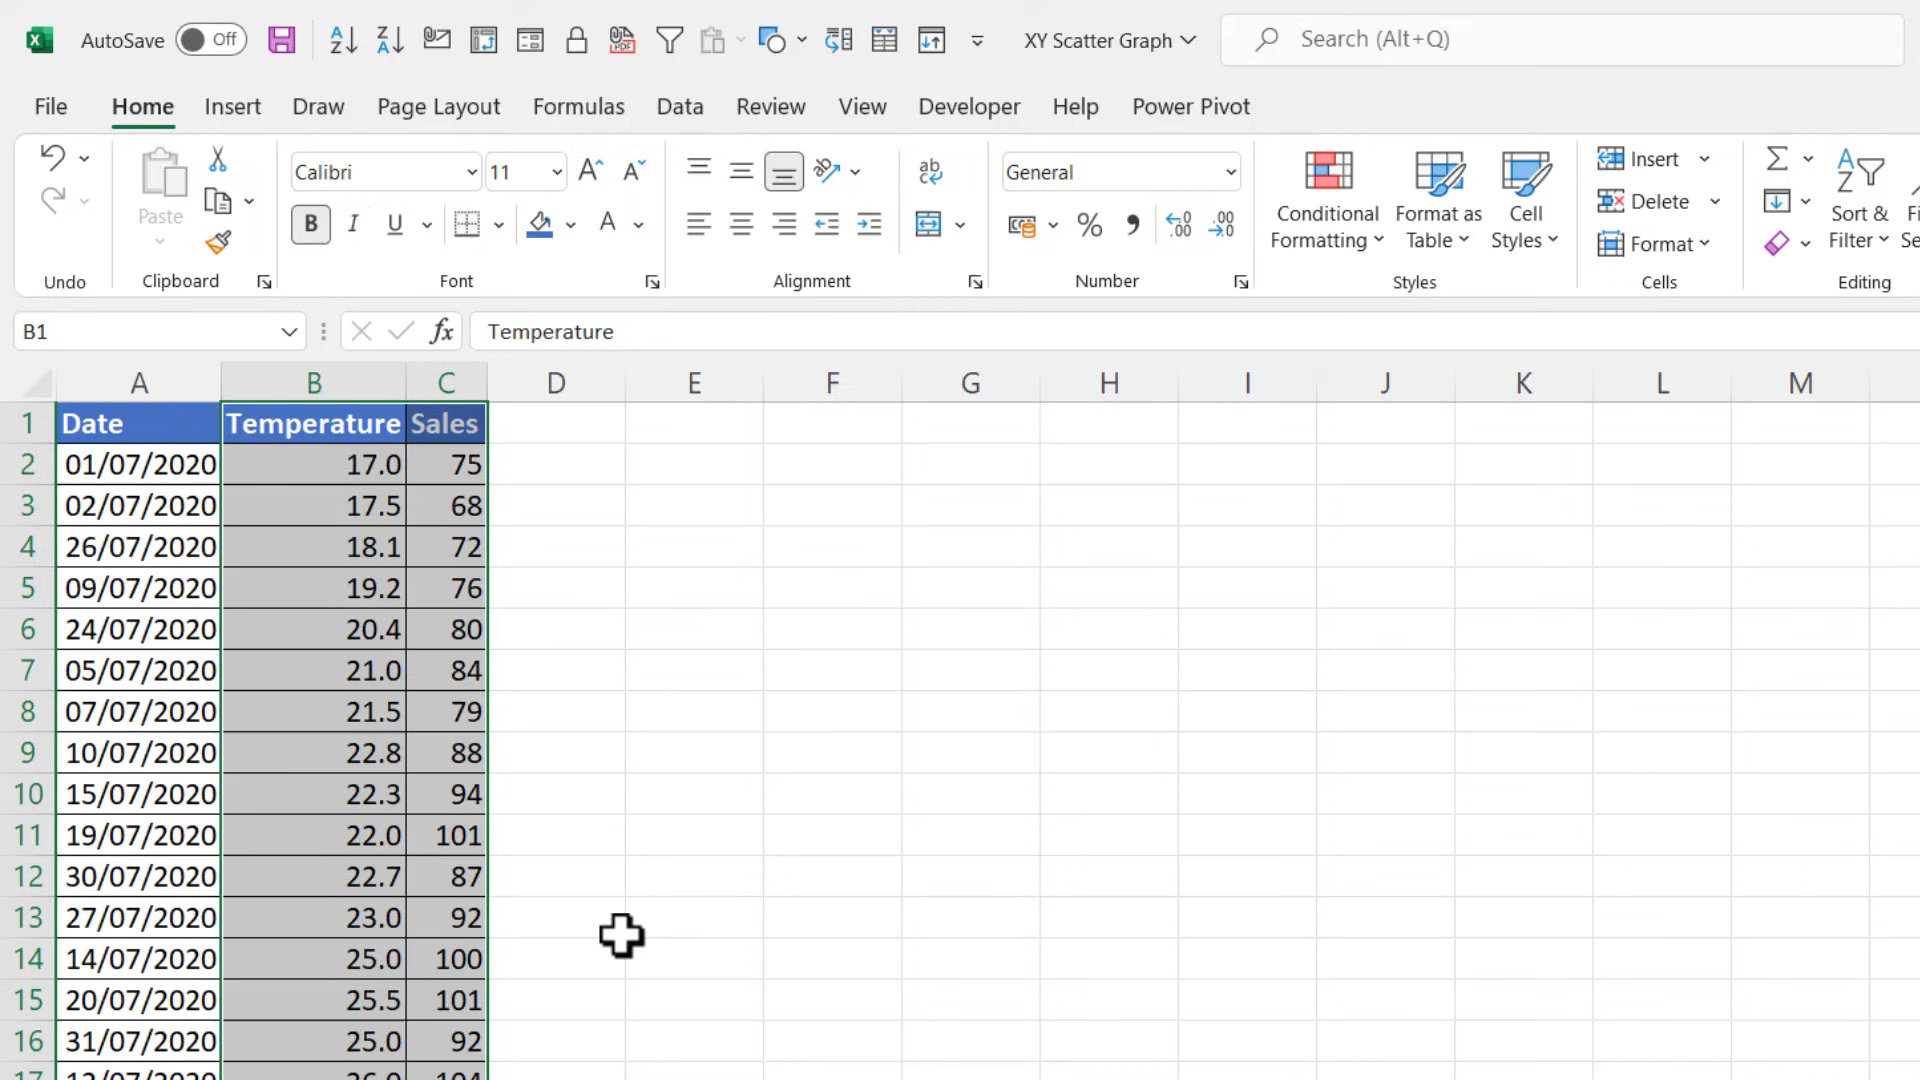 AutoSave Off XY Scatter Graph Search (Alt+Q)
File Home Insert Draw Page Layout Formulas Data Review View Developer Help Power Pivot
Paste
Calibri 11
General
B I U
Conditional Formatting
Format as Table
Cell Styles
Insert
Delete
Format
Sort & Filter
Undo Clipboard Font Alignment Number Styles Cells Editing
B1 fx Temperature
A B C D E F G H I J K L M
1 Date Temperature Sales
2 01/07/2020 17.0 75
3 02/07/2020 17.5 68
4 26/07/2020 18.1 72
5 09/07/2020 19.2 76
6 24/07/2020 20.4 80
7 05/07/2020 21.0 84
8 07/07/2020 21.5 79
9 10/07/2020 22.8 88
10 15/07/2020 22.3 94
11 19/07/2020 22.0 101
12 30/07/2020 22.7 87
13 27/07/2020 23.0 92
14 14/07/2020 25.0 100
15 20/07/2020 25.5 101
16 31/07/2020 25.0 92